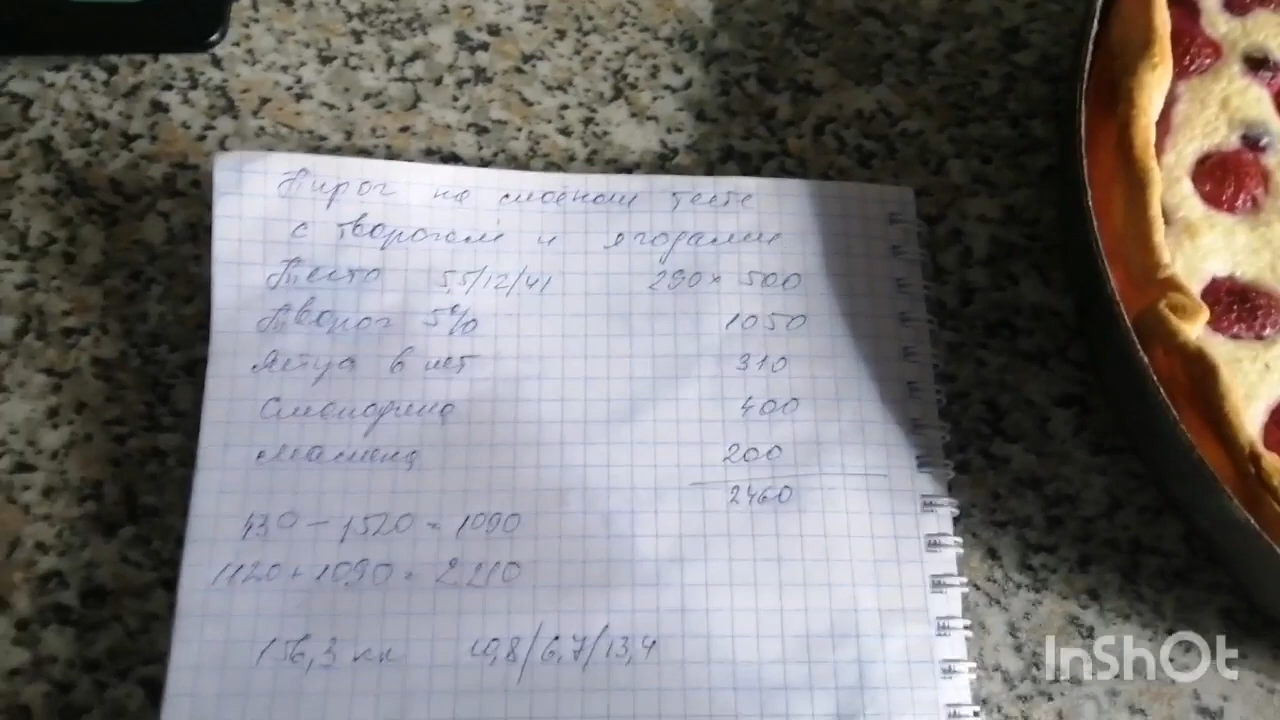 Пирог на слоеном тесте
с творогом и ягодами
Тесто 5,5/12/41 290х 500
Творог 5% 1050
Яйца 6 шт 310
Смородина 400
Малина 200
2460
430 - 1520 = 1090
1120 + 1090 = 2210
156,3 кк 10,8/6,7/13,4
InShOt